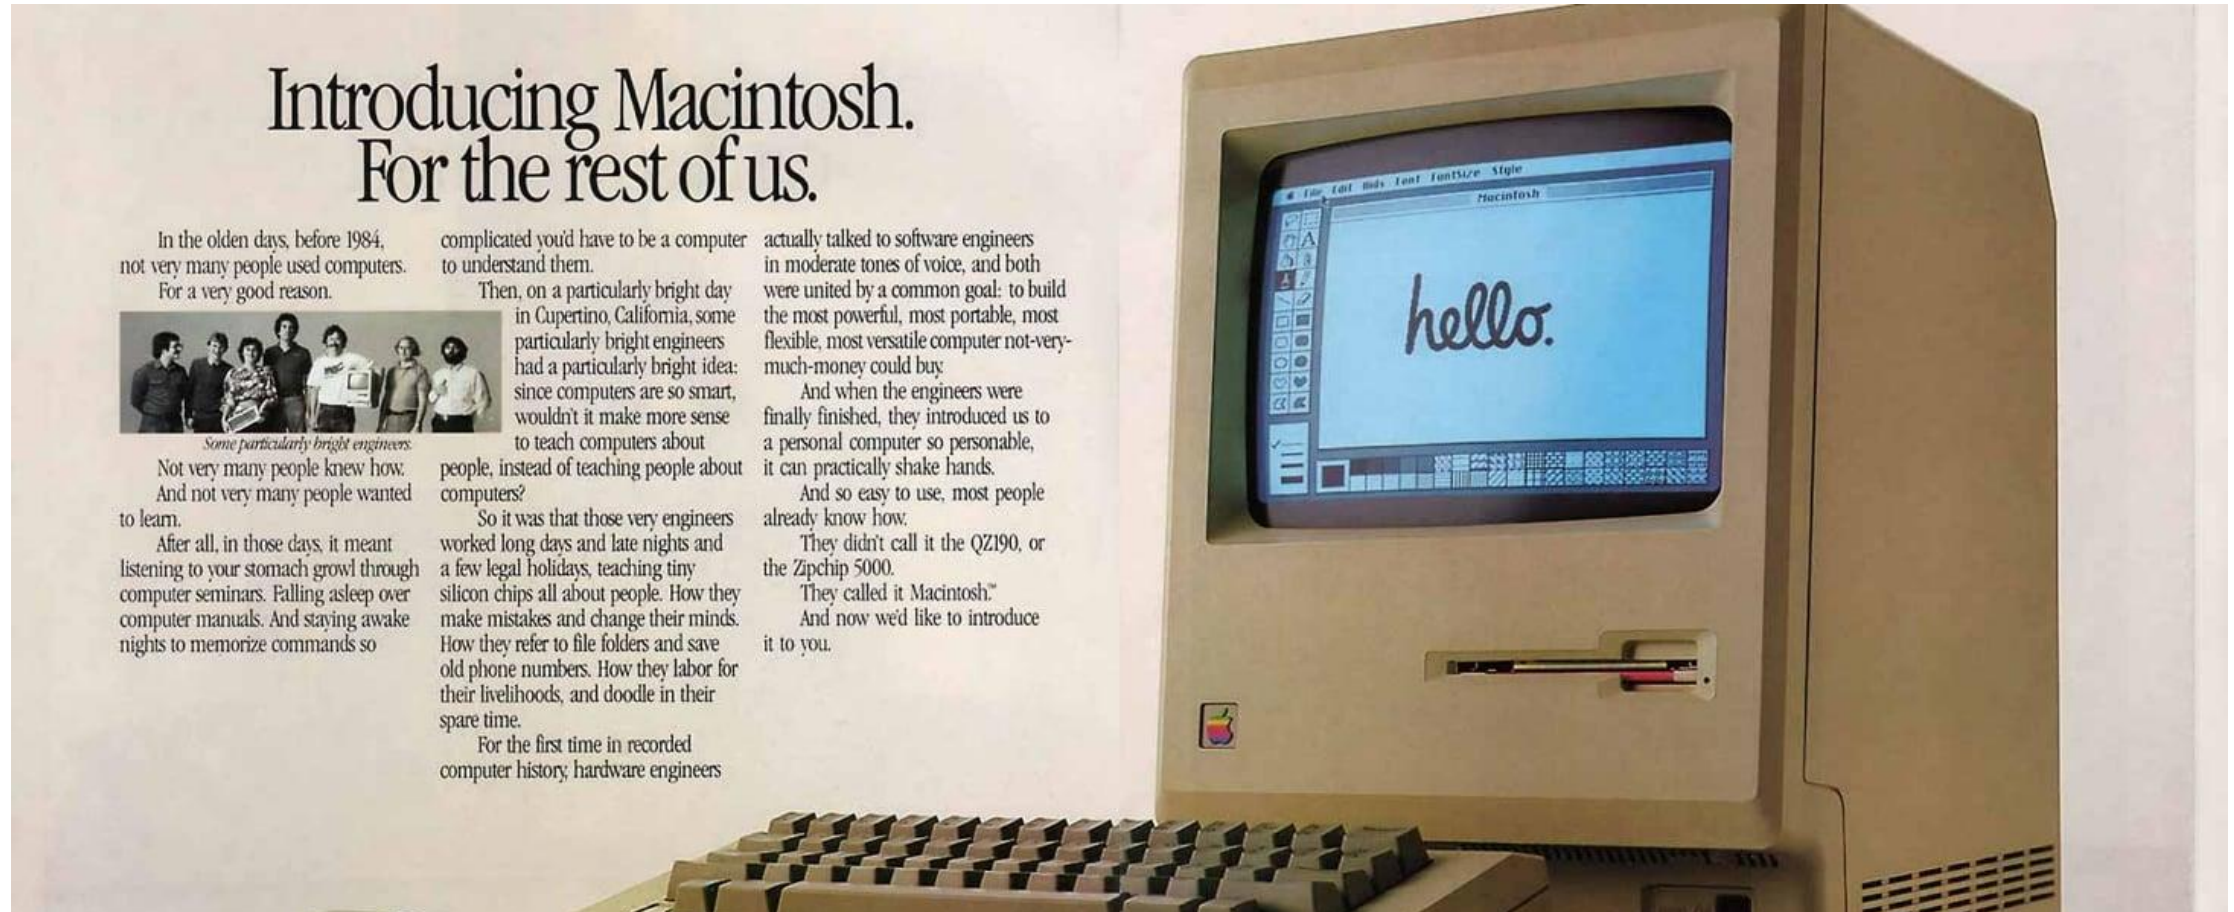 Introducing Macintosh.
For the rest of us.
In the olden days, before 1984,
not very many people used computers.
For a very good reason.
Some particularly bright engineers.
Not very many people knew how.
And not very many people wanted
to learn.
After all, in those days, it meant
listening to your stomach growl through
computer seminars. Falling asleep over
computer manuals. And staying awake
nights to memorize commands so
complicated you'd have to be a computer
to understand them.
Then, on a particularly bright day
in Cupertino, California, some
particularly bright engineers
had a particularly bright idea:
since computers are so smart,
wouldn't it make more sense
to teach computers about
people, instead of teaching people about
computers?
So it was that those very engineers
worked long days and late nights and
a few legal holidays, teaching tiny
silicon chips all about people. How they
make mistakes and change their minds.
How they refer to file folders and save
old phone numbers. How they labor for
their livelihoods, and doodle in their
spare time.
For the first time in recorded
computer history, hardware engineers
actually talked to software engineers
in moderate tones of voice, and both
were united by a common goal: to build
the most powerful, most portable, most
flexible, most versatile computer not-very-
much-money could buy.
And when the engineers were
finally finished, they introduced us to
a personal computer so personable,
it can practically shake hands.
And so easy to use, most people
already know how.
They didn't call it the QZ190, or
the Zipchip 5000.
They called it Macintosh.™
And now we'd like to introduce
it to you.
File Edit Aids Font FontSize Style
Macintosh
A
hello.